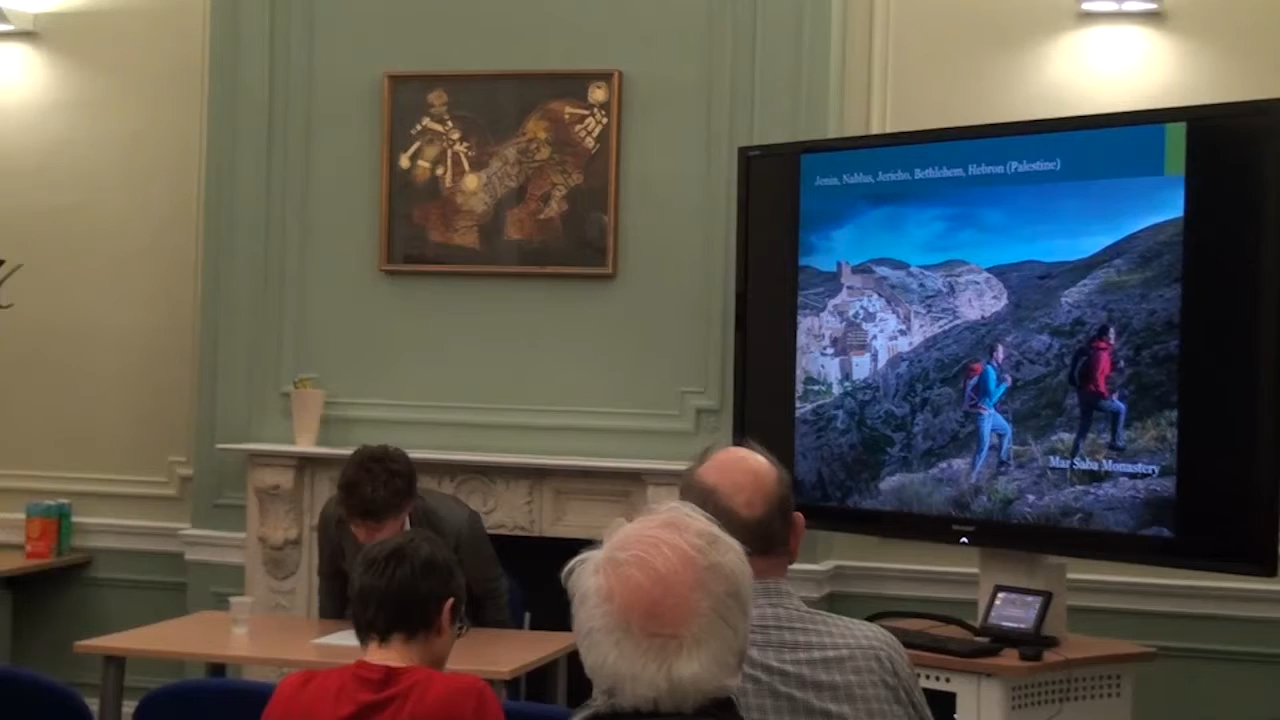 Jenin, Nablus, Jericho, Bethlehem, Hebron (Palestine)
Mar Saba Monastery